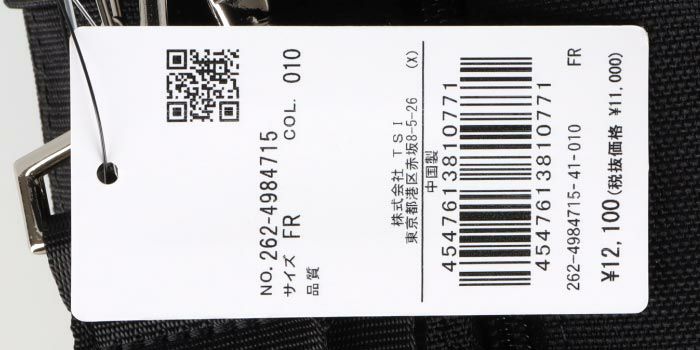 NO. 262-4984715
COL. 010
サイズ FR
品 質
株式会社 TSI
東京都港区赤坂8-5-26 (X)
中国製
4547613810771
4547613810771
262-4984715-41-010
FR
¥12,100(税抜価格 ¥11,000)